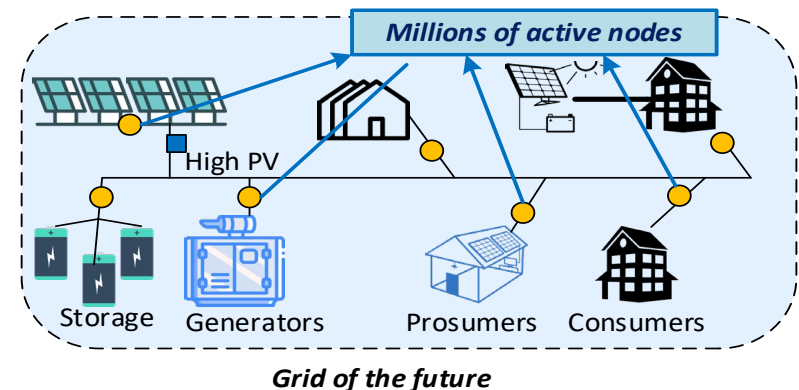 Millions of active nodes
High PV
Storage
Generators
Prosumers
Consumers
Grid of the future